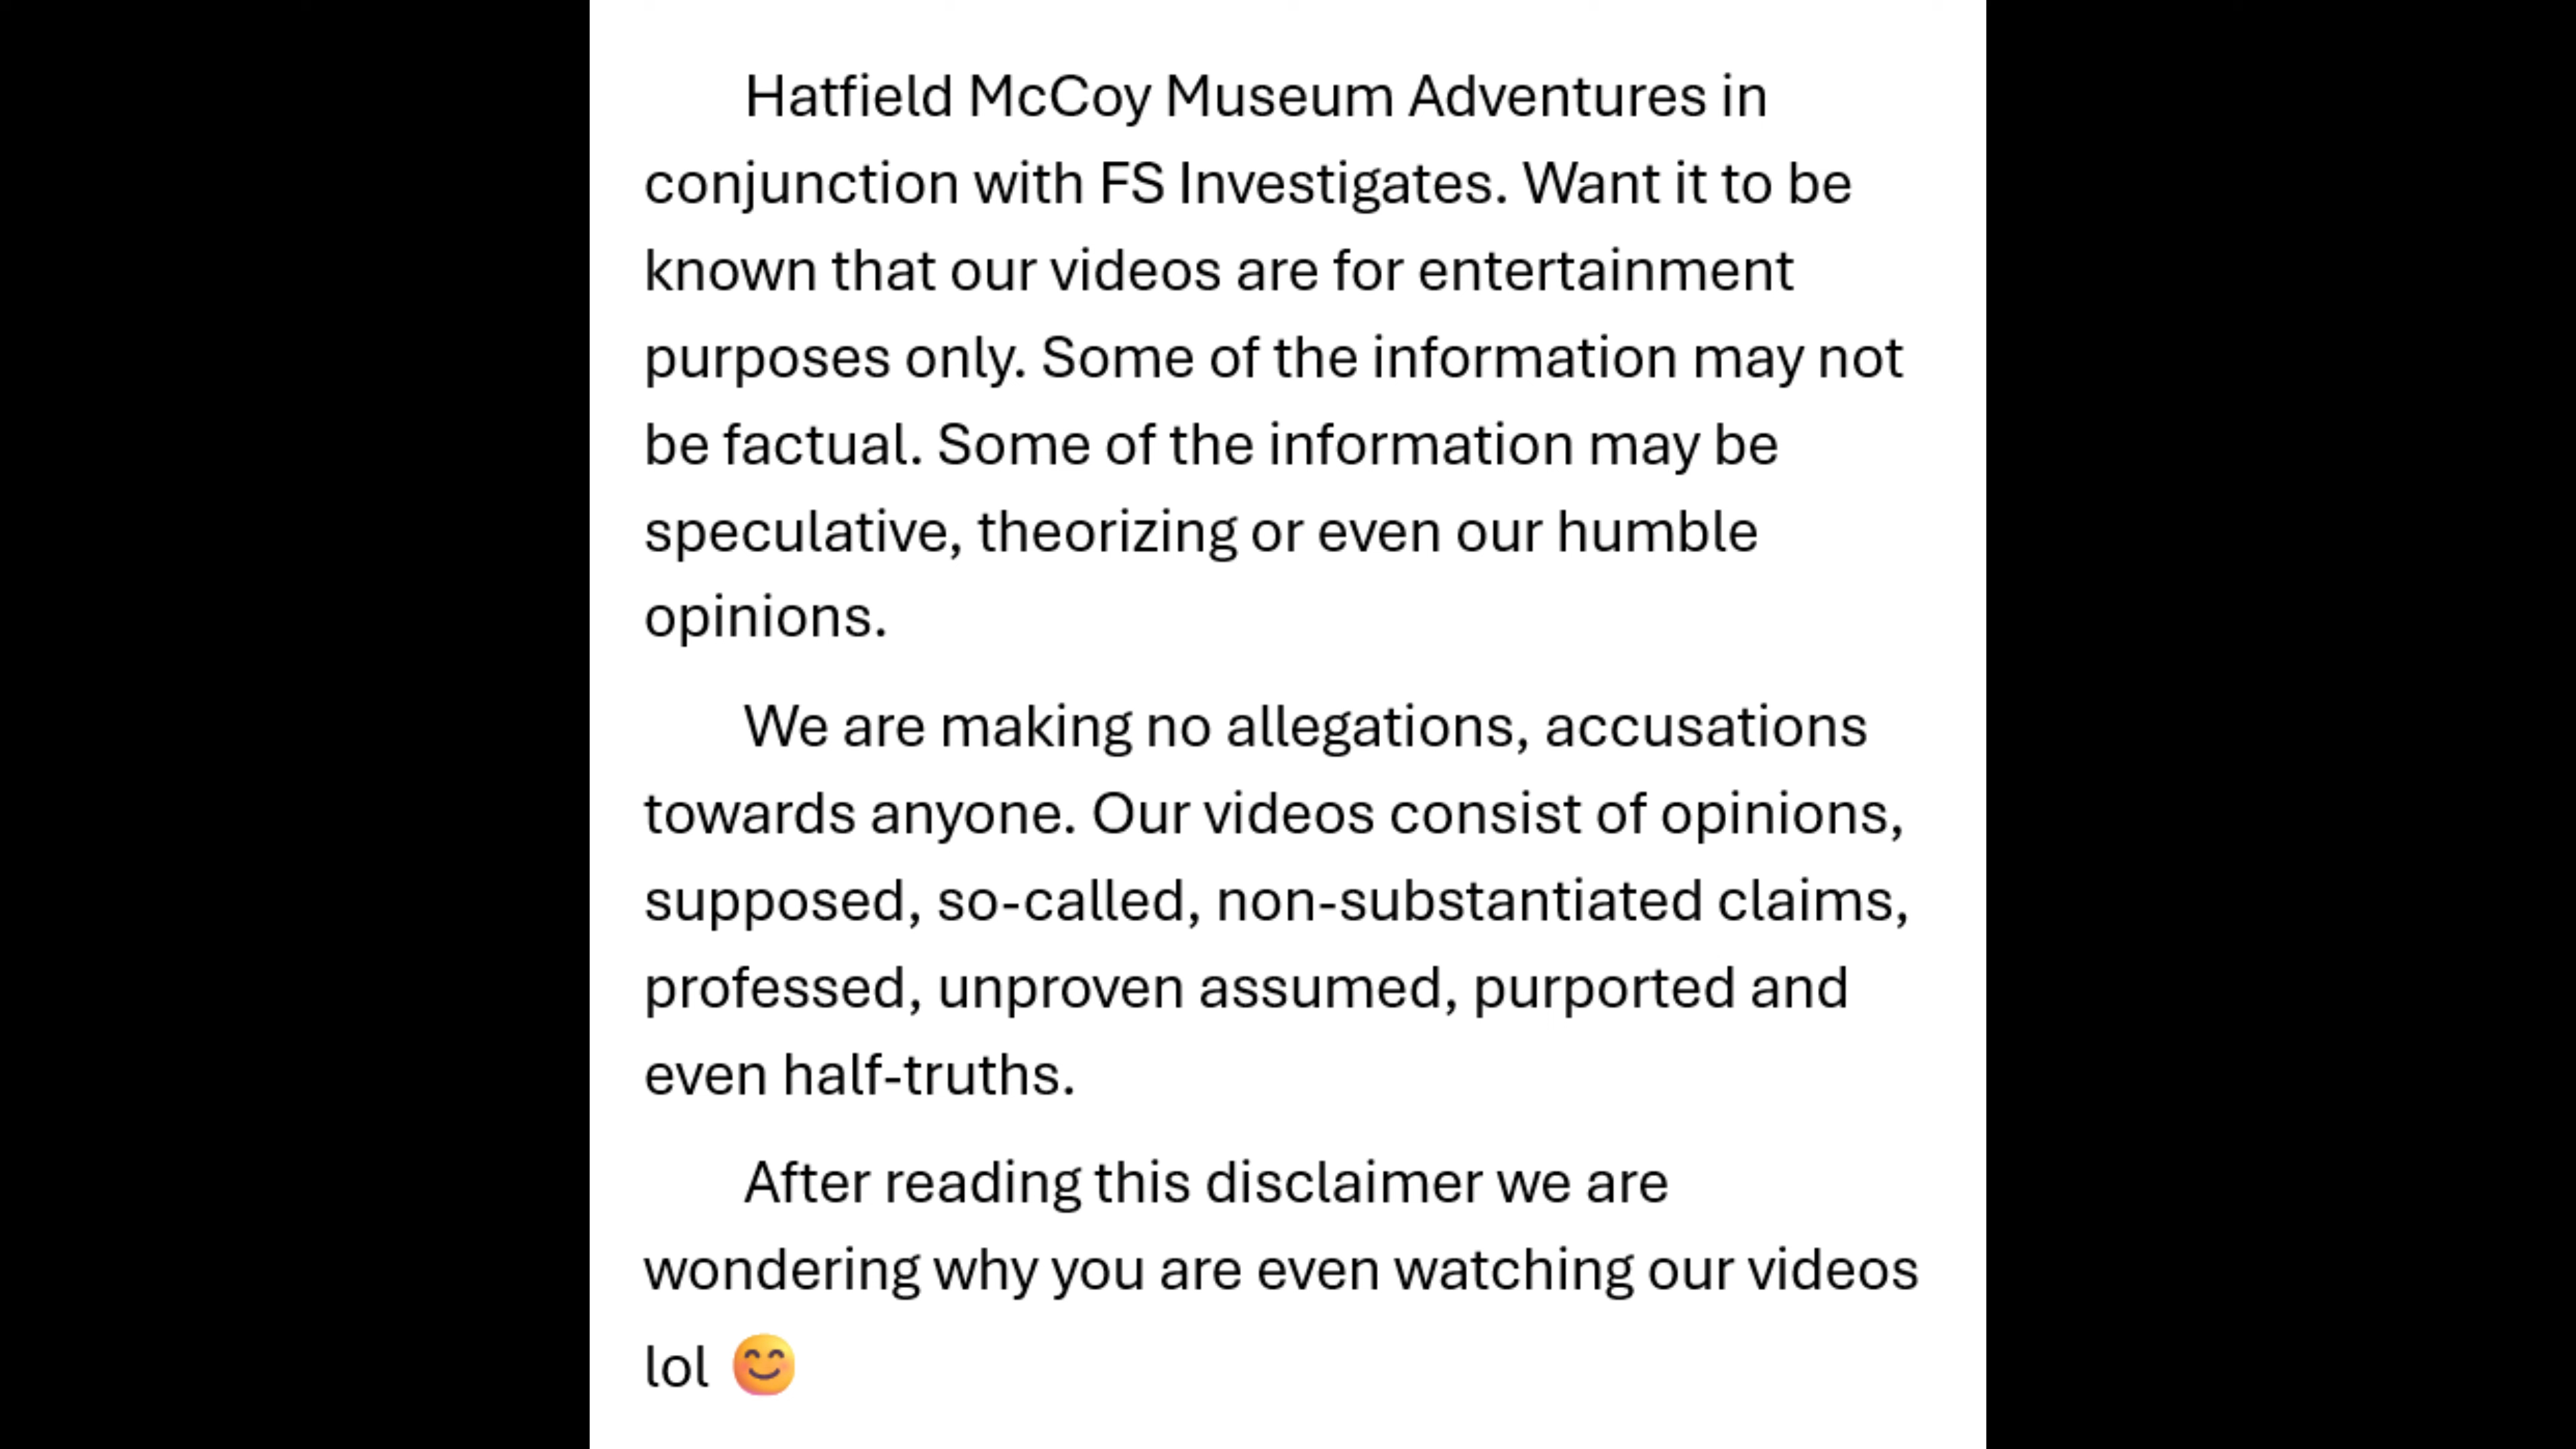 Hatfield McCoy Museum Adventures in
conjunction with FS Investigates. Want it to be
known that our videos are for entertainment
purposes only. Some of the information may not
be factual. Some of the information may be
speculative, theorizing or even our humble
opinions.
We are making no allegations, accusations
towards anyone. Our videos consist of opinions,
supposed, so-called, non-substantiated claims,
professed, unproven assumed, purported and
even half-truths.
After reading this disclaimer we are
wondering why you are even watching our videos
lol 😊